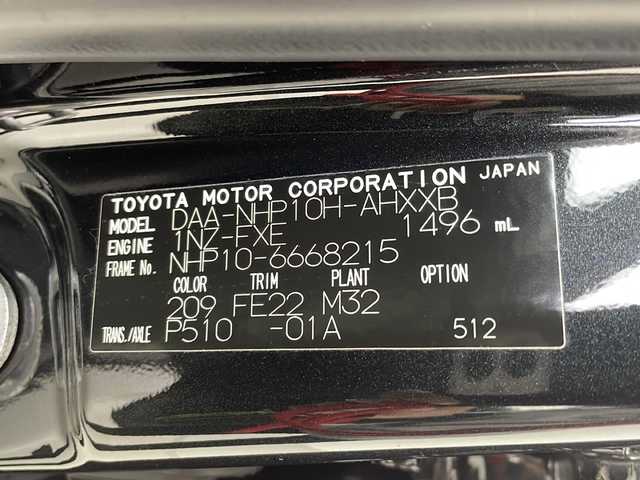 TOYOTA MOTOR CORPORATION JAPAN
MODEL DAA-NHP10H-AHXXB
ENGINE 1NZ-FXE 1496 mL
FRAME No. NHP10-6668215
COLOR TRIM PLANT OPTION
209 FE22 M32
TRANS./AXLE P510 -01A 512